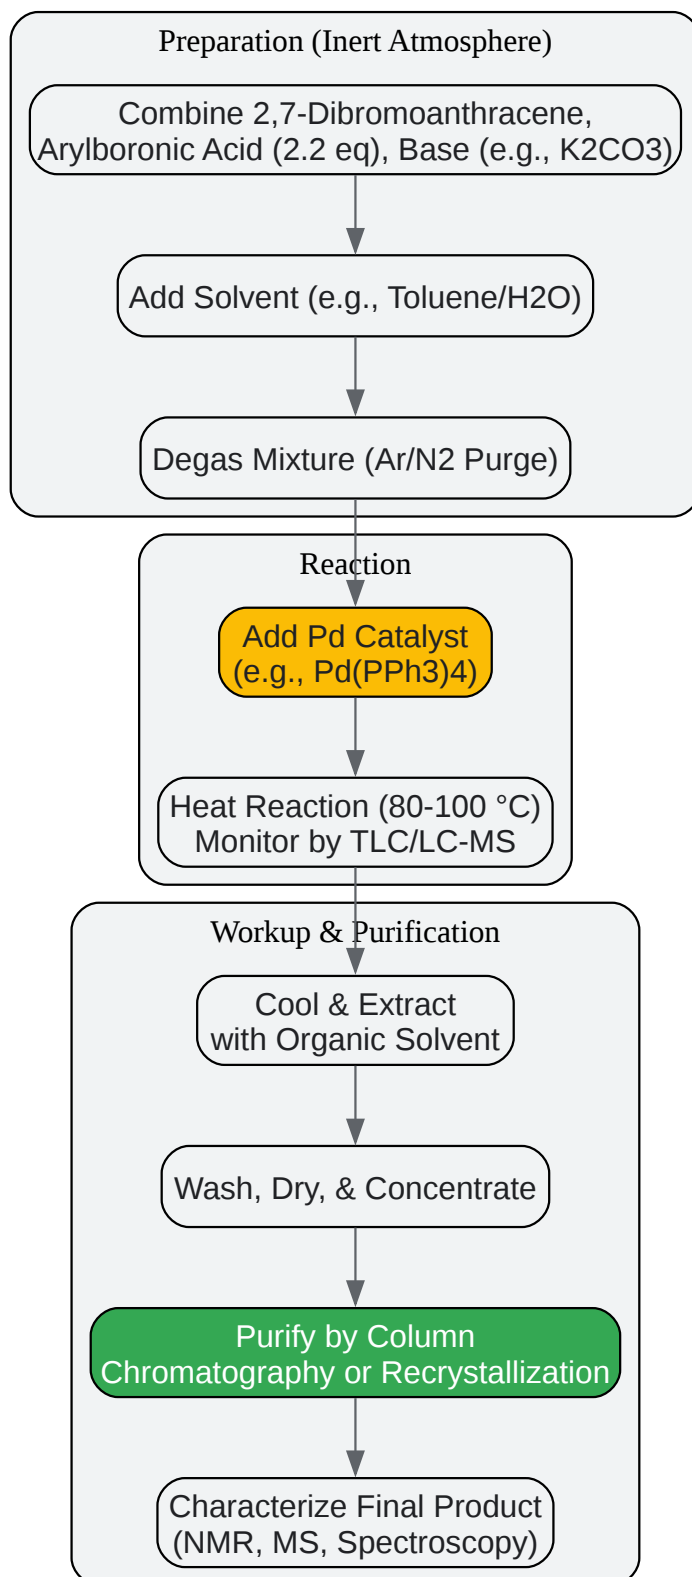 Preparation (Inert Atmosphere)
Combine 2,7-Dibromoanthracene,
Arylboronic Acid (2.2 eq), Base (e.g., K2CO3)
Add Solvent (e.g., Toluene/H2O)
Degas Mixture (Ar/N2 Purge)
Reaction
Add Pd Catalyst
(e.g., Pd(PPh3)4)
Heat Reaction (80-100 °C)
Monitor by TLC/LC-MS
Workup & Purification
Cool & Extract
with Organic Solvent
Wash, Dry, & Concentrate
Purify by Column
Chromatography or Recrystallization
Characterize Final Product
(NMR, MS, Spectroscopy)